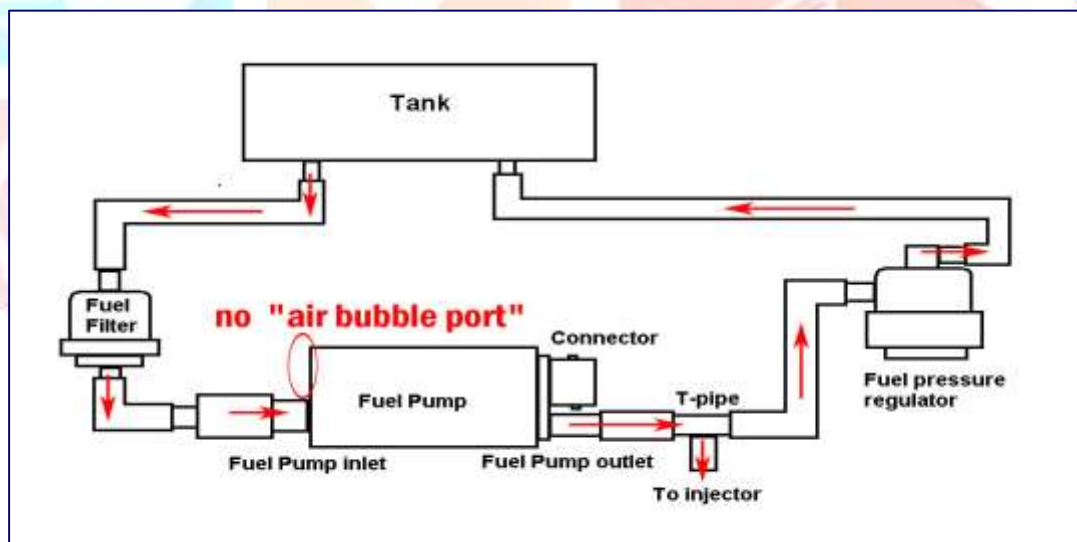 Tank
Fuel
Filter
no "air bubble port"
Connector
Fuel Pump
T-pipe
Fuel pressure
regulator
Fuel Pump inlet
Fuel Pump outlet
To injector